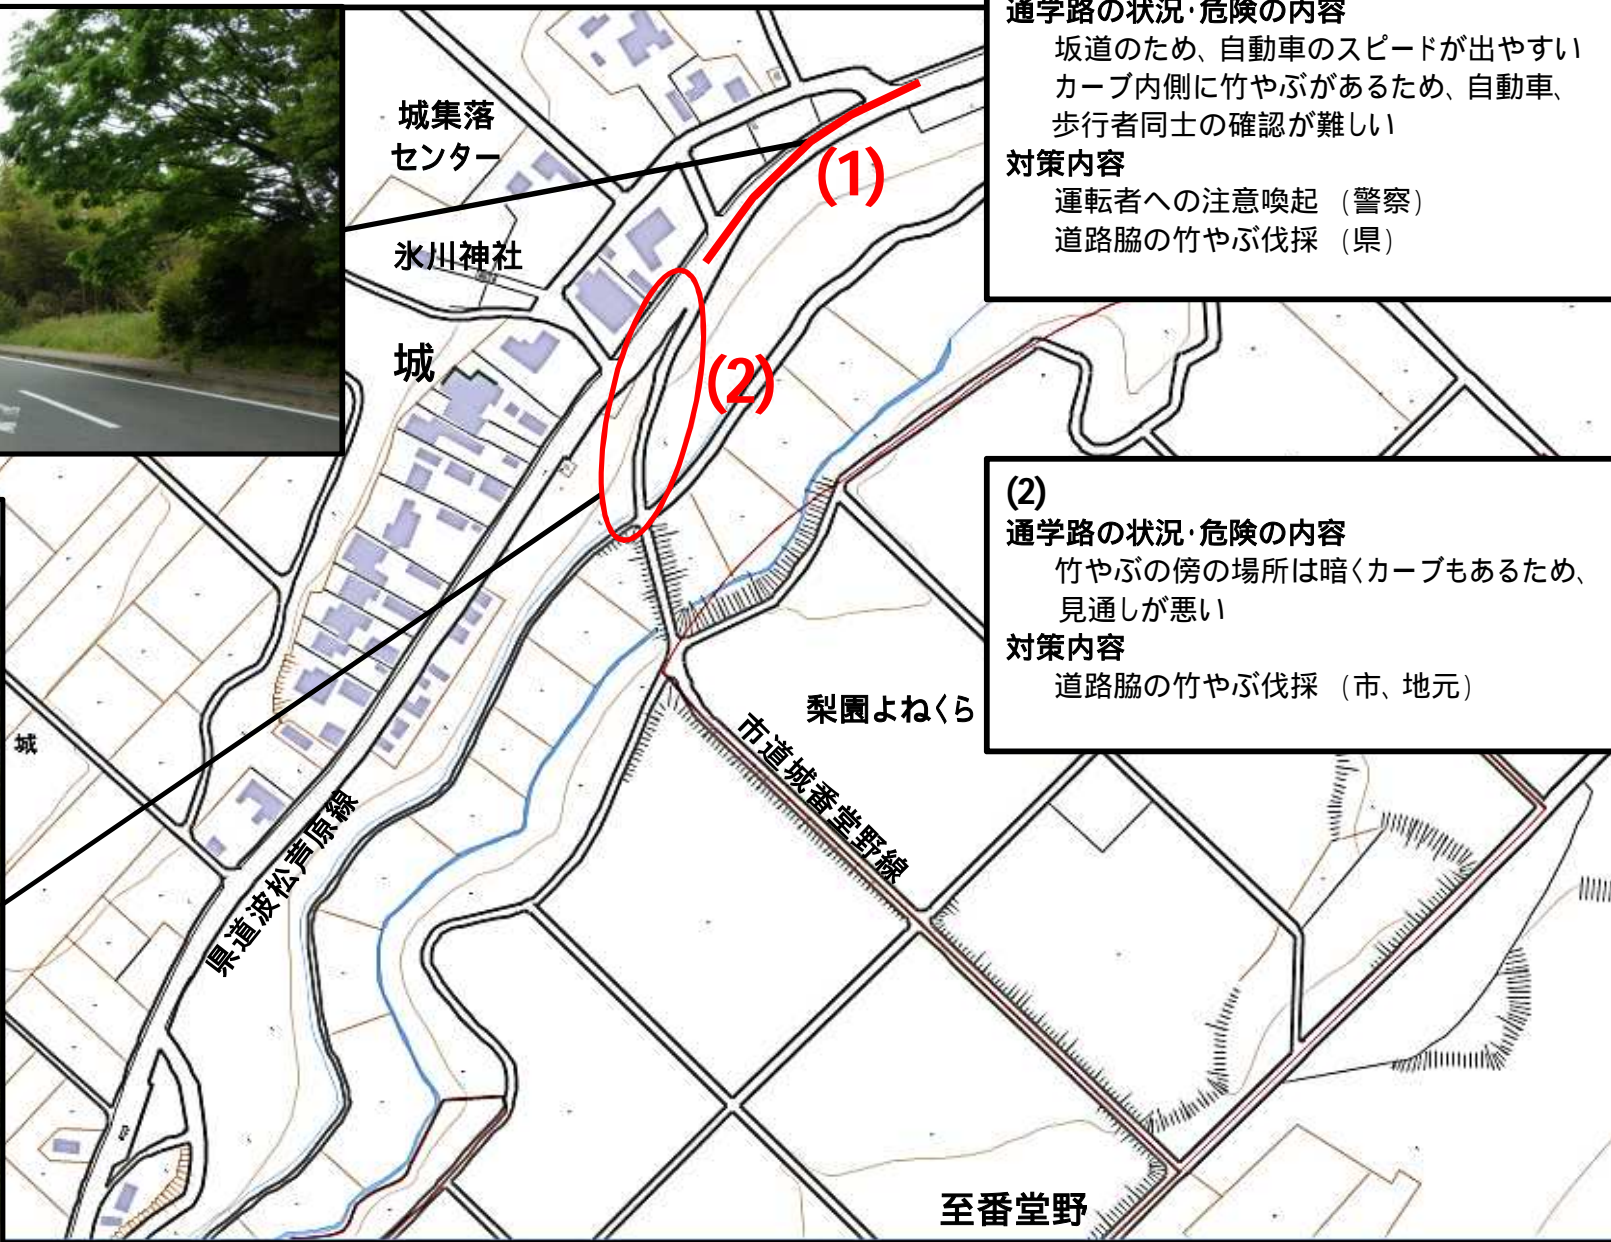 通学路の状況・危険の内容
坂道のため、自動車のスピードが出やすい
カーブ内側に竹やぶがあるため、自動車、
歩行者同士の確認が難しい
対策内容
運転者への注意喚起 (警察)
道路脇の竹やぶ伐採 (県)
城集落
センター
(1)
氷川神社
城
(2)
(2)
通学路の状況・危険の内容
竹やぶの傍の場所は暗くカーブもあるため、
見通しが悪い
対策内容
道路脇の竹やぶ伐採 (市、地元)
梨園よねくら
城
市道城番堂野線
県道波松芦原線
至番堂野